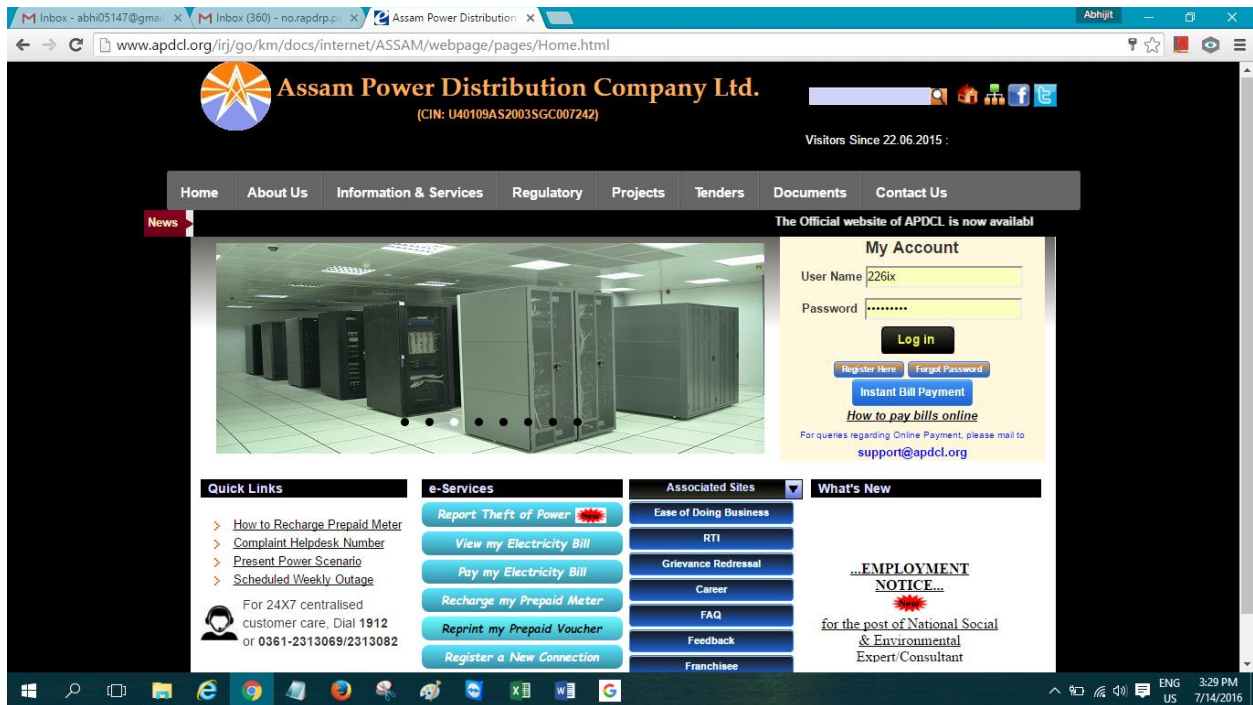 Inbox - abhi05147@gmail
Inbox (360) - no.rapdrp.p
Assam Power Distribution
Abhijit
www.apdcl.org/irj/go/km/docs/internet/ASSAM/webpage/pages/Home.html
Assam Power Distribution Company Ltd.
(CIN: U40109AS2003SGC007242)
Visitors Since 22.06.2015 :
Home About Us Information & Services Regulatory Projects Tenders Documents Contact Us
News
The Official website of APDCL is now availabl
My Account
User Name 226ix
Password •••••••••
Log in
Register Here Forgot Password
Instant Bill Payment
How to pay bills online
For queries regarding Online Payment, please mail to
support@apdcl.org
Quick Links
How to Recharge Prepaid Meter
Complaint Helpdesk Number
Present Power Scenario
Scheduled Weekly Outage
For 24X7 centralised
customer care, Dial 1912
or 0361-2313069/2313082
e-Services
Report Theft of Power New
View my Electricity Bill
Pay my Electricity Bill
Recharge my Prepaid Meter
Reprint my Prepaid Voucher
Register a New Connection
Associated Sites
Ease of Doing Business
RTI
Grievance Redressal
Career
FAQ
Feedback
Franchisee
What's New
...EMPLOYMENT
NOTICE...
New
for the post of National Social
& Environmental
Expert/Consultant
ENG
US
3:29 PM
7/14/2016